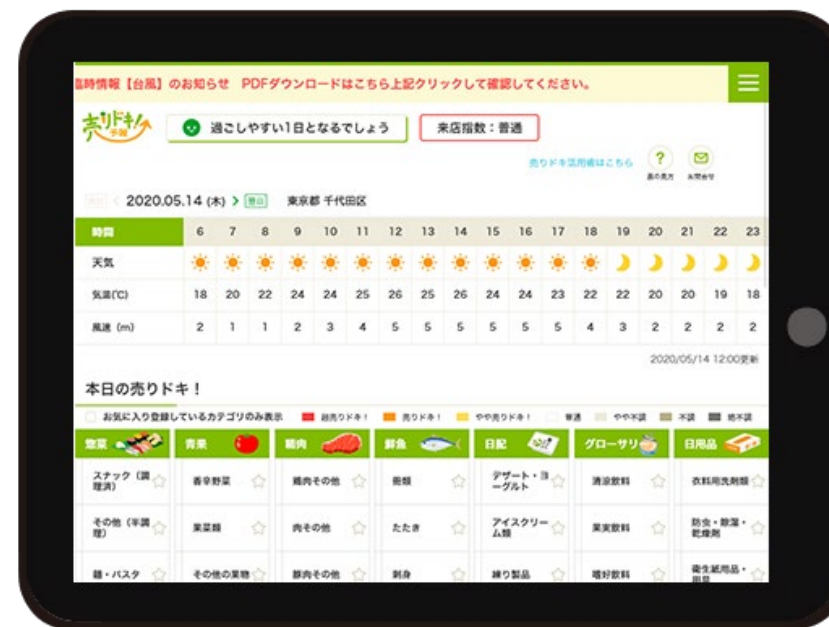 臨時情報【台風】のお知らせ PDFダウンロードはこちら上記クリックして確認してください。
売りドキ!予報
過ごしやすい1日となるでしょう
来店指数：普通
売りドキ活用術はこちら
?
表の見方
お問合せ
< 2020.05.14 (木) > 翌日 東京都 千代田区
時間 6 7 8 9 10 11 12 13 14 15 16 17 18 19 20 21 22 23
天気
気温(℃) 18 20 22 24 24 25 26 25 26 24 24 23 22 22 20 20 19 18
風速 (m) 2 1 1 2 3 4 5 5 5 5 5 5 4 3 2 2 2 2
2020/05/14 12:00更新
本日の売りドキ！
お気に入り登録しているカテゴリのみ表示 超売りドキ! 売りドキ! やや売りドキ! 普通 やや不調 不調 絶不調
惣菜 青果 精肉 鮮魚 日配 グローサリー 日用品
スナック（調理済） 香辛野菜 鶏肉その他 デザート・ヨーグルト 清涼飲料 衣料用洗剤類
その他（半調理） 果菜類 肉その他 たたき アイスクリーム類 果実飲料 防虫・除湿・乾燥剤
麺・パスタ その他の果物 豚肉その他 刺身 練り製品 嗜好飲料 衛生紙用品・用具